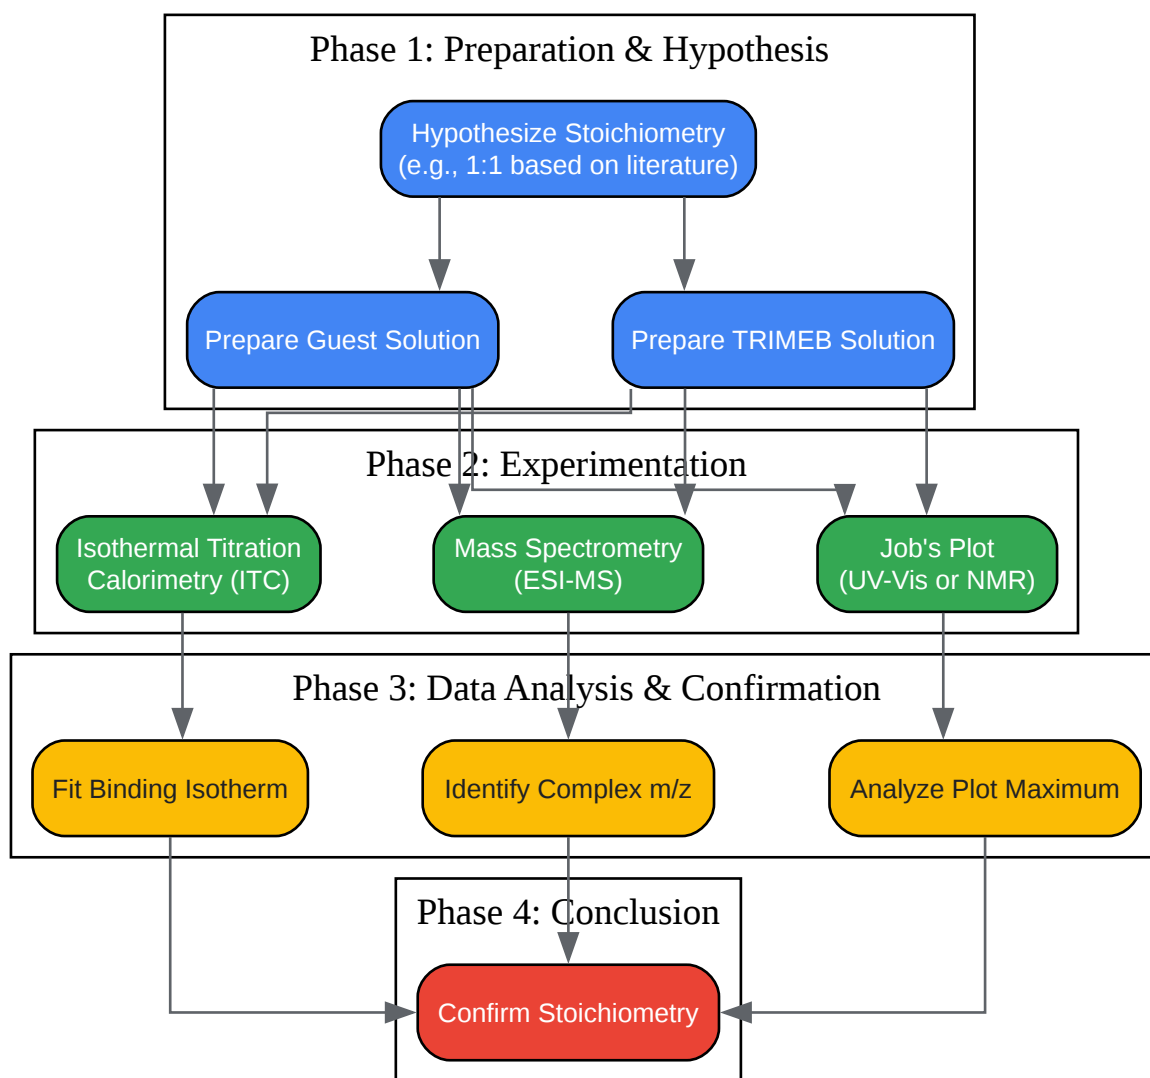 Phase 1: Preparation & Hypothesis
Hypothesize Stoichiometry
(e.g., 1:1 based on literature)
Prepare Guest Solution
Prepare TRIMEB Solution
Phase 2: Experimentation
Isothermal Titration
Calorimetry (ITC)
Mass Spectrometry
(ESI-MS)
Job's Plot
(UV-Vis or NMR)
Phase 3: Data Analysis & Confirmation
Fit Binding Isotherm
Identify Complex m/z
Analyze Plot Maximum
Phase 4: Conclusion
Confirm Stoichiometry